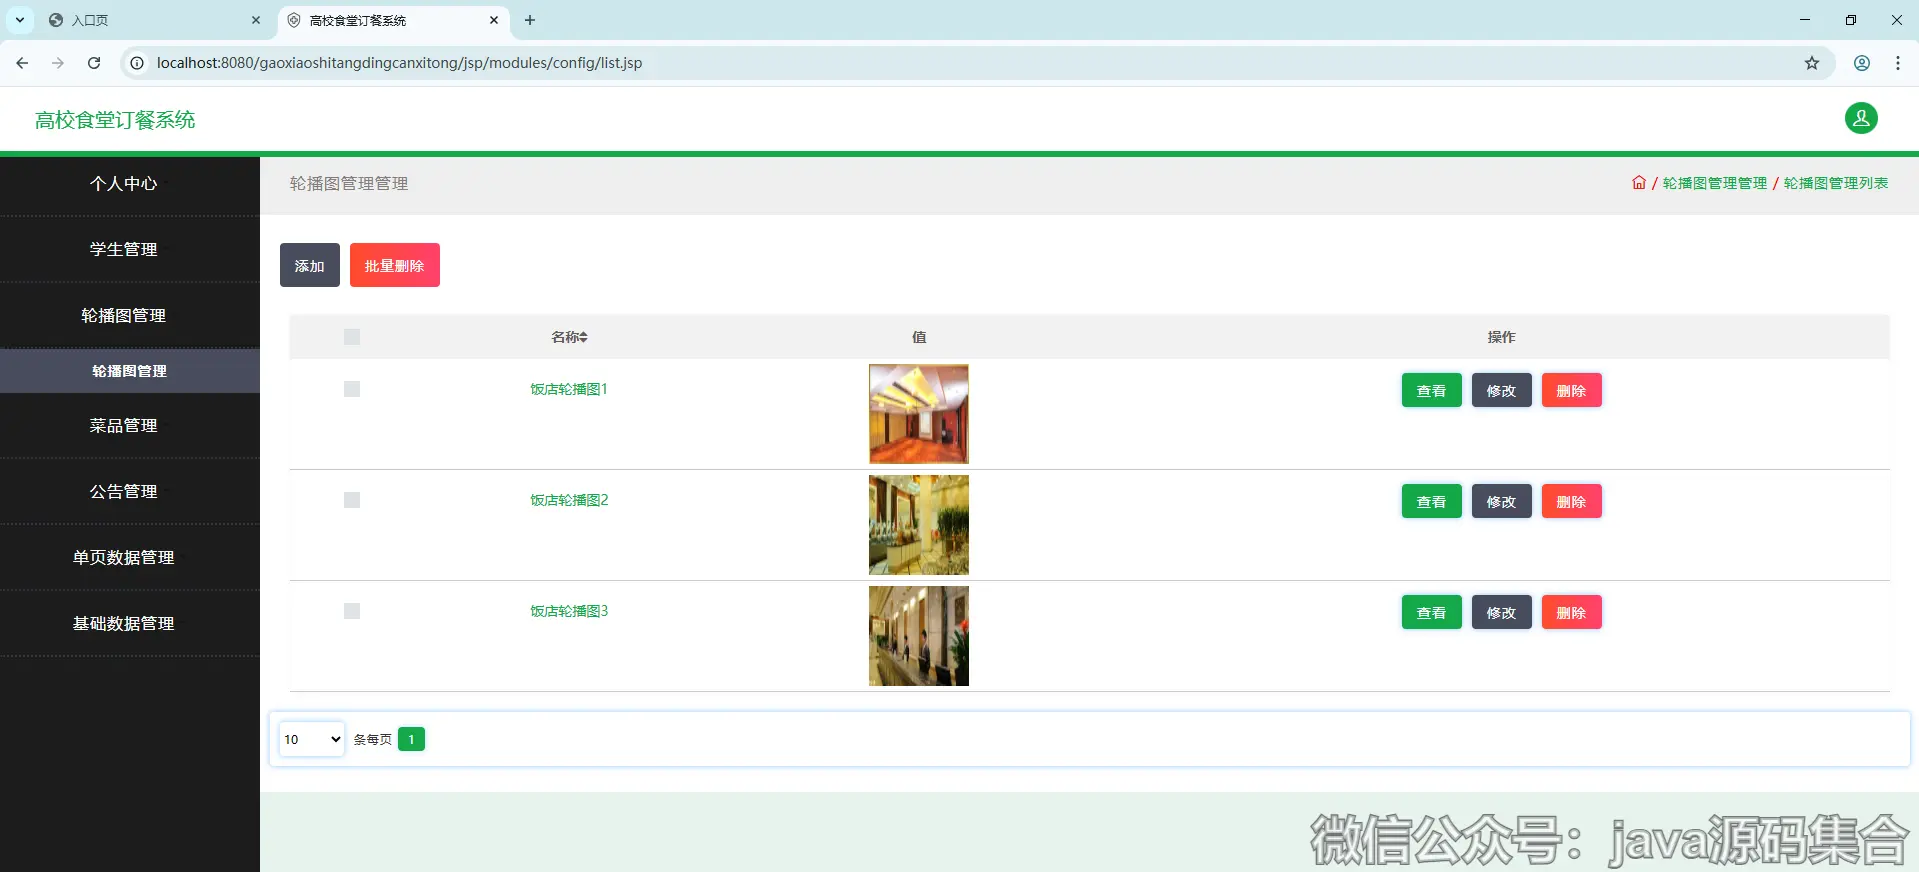 入口页
高校食堂订餐系统
localhost:8080/gaoxiaoshitangdingcanxitong/jsp/modules/config/list.jsp
高校食堂订餐系统
个人中心
学生管理
轮播图管理
轮播图管理
菜品管理
公告管理
单页数据管理
基础数据管理
轮播图管理管理
/ 轮播图管理管理 / 轮播图管理列表
添加 批量删除
名称 值 操作
饭店轮播图1 查看 修改 删除
饭店轮播图2 查看 修改 删除
饭店轮播图3 查看 修改 删除
10 条每页 1
微信公众号：java源码集合